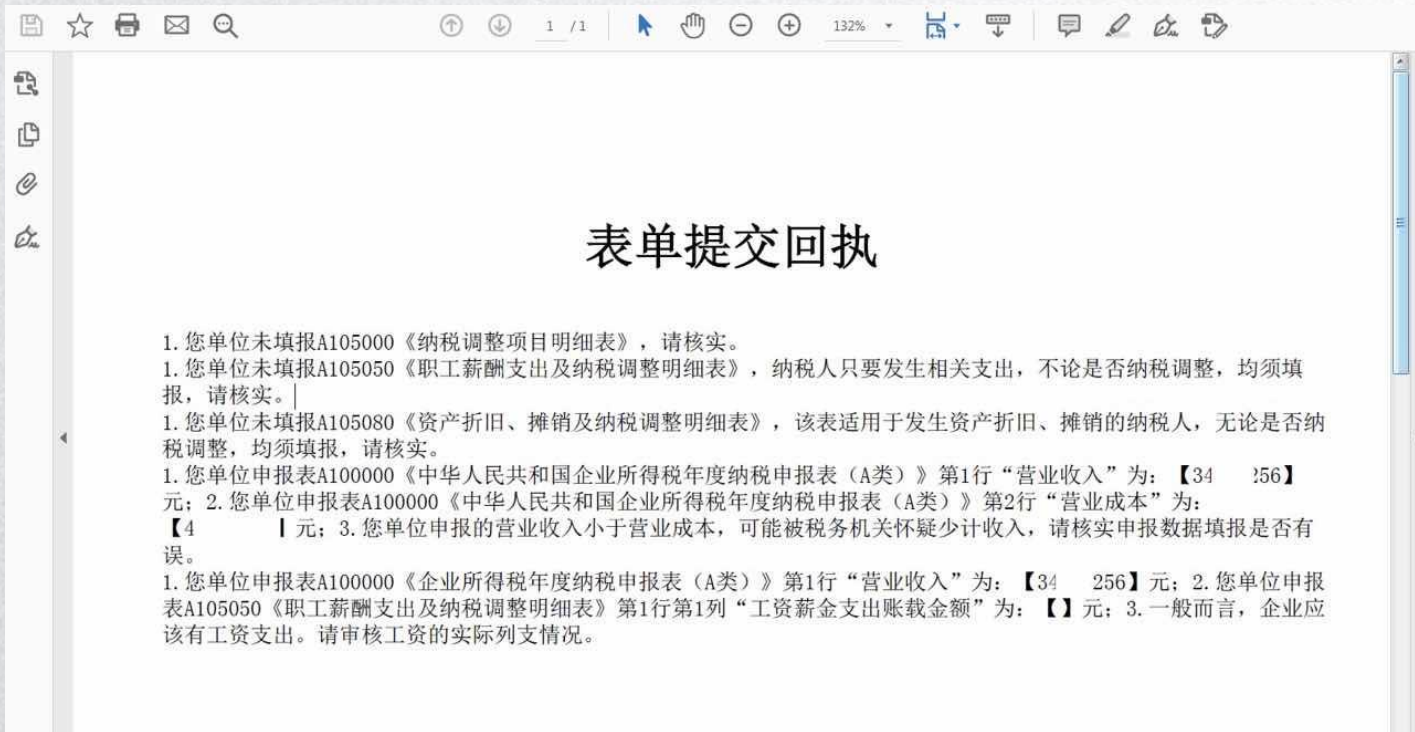 1 / 1
132%
表单提交回执
1.您单位未填报A105000《纳税调整项目明细表》，请核实。
1.您单位未填报A105050《职工薪酬支出及纳税调整明细表》，纳税人只要发生相关支出，不论是否纳税调整，均须填
报，请核实。
1.您单位未填报A105080《资产折旧、摊销及纳税调整明细表》，该表适用于发生资产折旧、摊销的纳税人，无论是否纳
税调整，均须填报，请核实。
1.您单位申报表A100000《中华人民共和国企业所得税年度纳税申报表（A类）》第1行“营业收入”为：【34 256】
元；2.您单位申报表A100000《中华人民共和国企业所得税年度纳税申报表（A类）》第2行“营业成本”为：
【4 元；3.您单位申报的营业收入小于营业成本，可能被税务机关怀疑少计收入，请核实申报数据填报是否有
误。
1.您单位申报表A100000《企业所得税年度纳税申报表（A类）》第1行“营业收入”为：【34 256】元；2.您单位申报
表A105050《职工薪酬支出及纳税调整明细表》第1行第1列“工资薪金支出账载金额”为：【】元；3.一般而言，企业应
该有工资支出。请审核工资的实际列支情况。